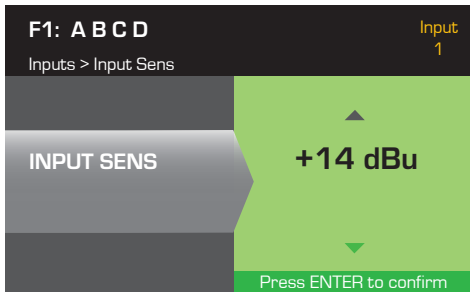 F1: A B C D
Input
1
Inputs > Input Sens
INPUT SENS
+14 dBu
Press ENTER to confirm